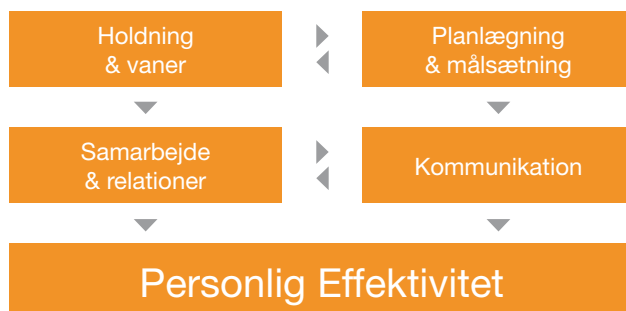 Holdning
& vaner
Planlægning
& målsætning
Samarbejde
& relationer
Kommunikation
Personlig Effektivitet